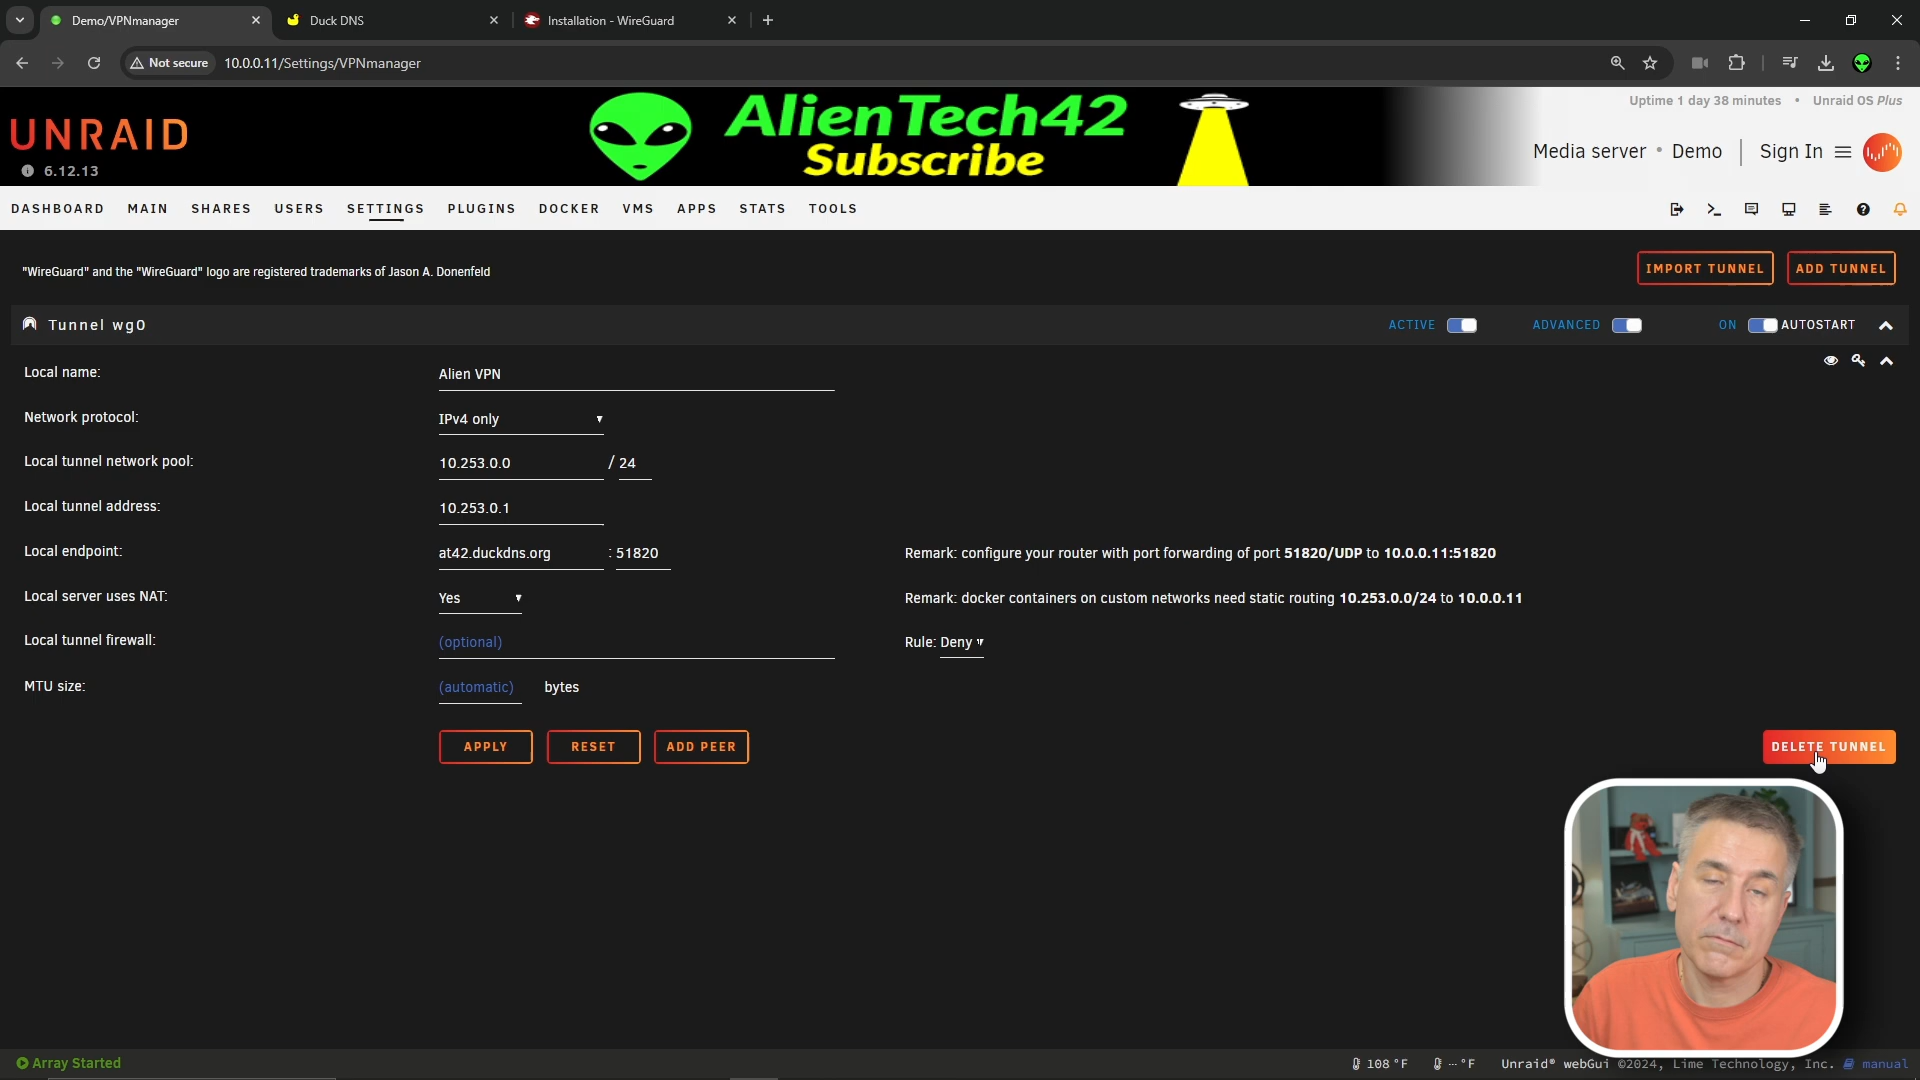 Demo/VPNmanager
Duck DNS
Installation - WireGuard
Not secure
10.0.0.11/Settings/VPNmanager
UNRAID
6.12.13
AlienTech42
Subscribe
Uptime 1 day 38 minutes • Unraid OS Plus
Media server • Demo
Sign In
DASHBOARD MAIN SHARES USERS SETTINGS PLUGINS DOCKER VMS APPS STATS TOOLS
"WireGuard" and the "WireGuard" logo are registered trademarks of Jason A. Donenfeld
IMPORT TUNNEL
ADD TUNNEL
Tunnel wg0
ACTIVE
ADVANCED
ON
AUTOSTART
Local name:
Alien VPN
Network protocol:
IPv4 only
Local tunnel network pool:
10.253.0.0 / 24
Local tunnel address:
10.253.0.1
Local endpoint:
at42.duckdns.org : 51820
Remark: configure your router with port forwarding of port 51820/UDP to 10.0.0.11:51820
Local server uses NAT:
Yes
Remark: docker containers on custom networks need static routing 10.253.0.0/24 to 10.0.0.11
Local tunnel firewall:
(optional)
Rule: Deny
MTU size:
(automatic) bytes
APPLY
RESET
ADD PEER
DELETE TUNNEL
Array Started
108 °F
-- °F
Unraid® webGui ©2024, Lime Technology, Inc.
manual